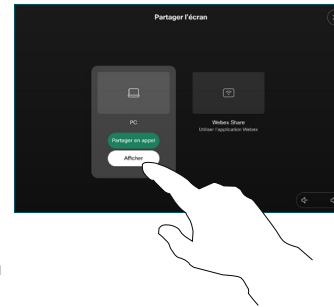 Partager l'écran
PC
Partager en appel
Afficher
Webex Share
Utiliser l'application Webex